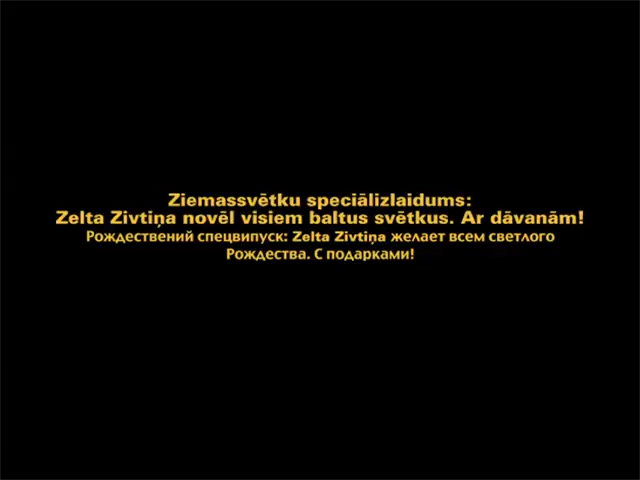 Ziemassvētku speciālizlaidums:
Zelta Zivtiņa novēl visiem baltus svētkus. Ar dāvanām!
Рождествений спецвипуск: Zelta Zivtiņa желает всем светлого
Рождества. С подарками!